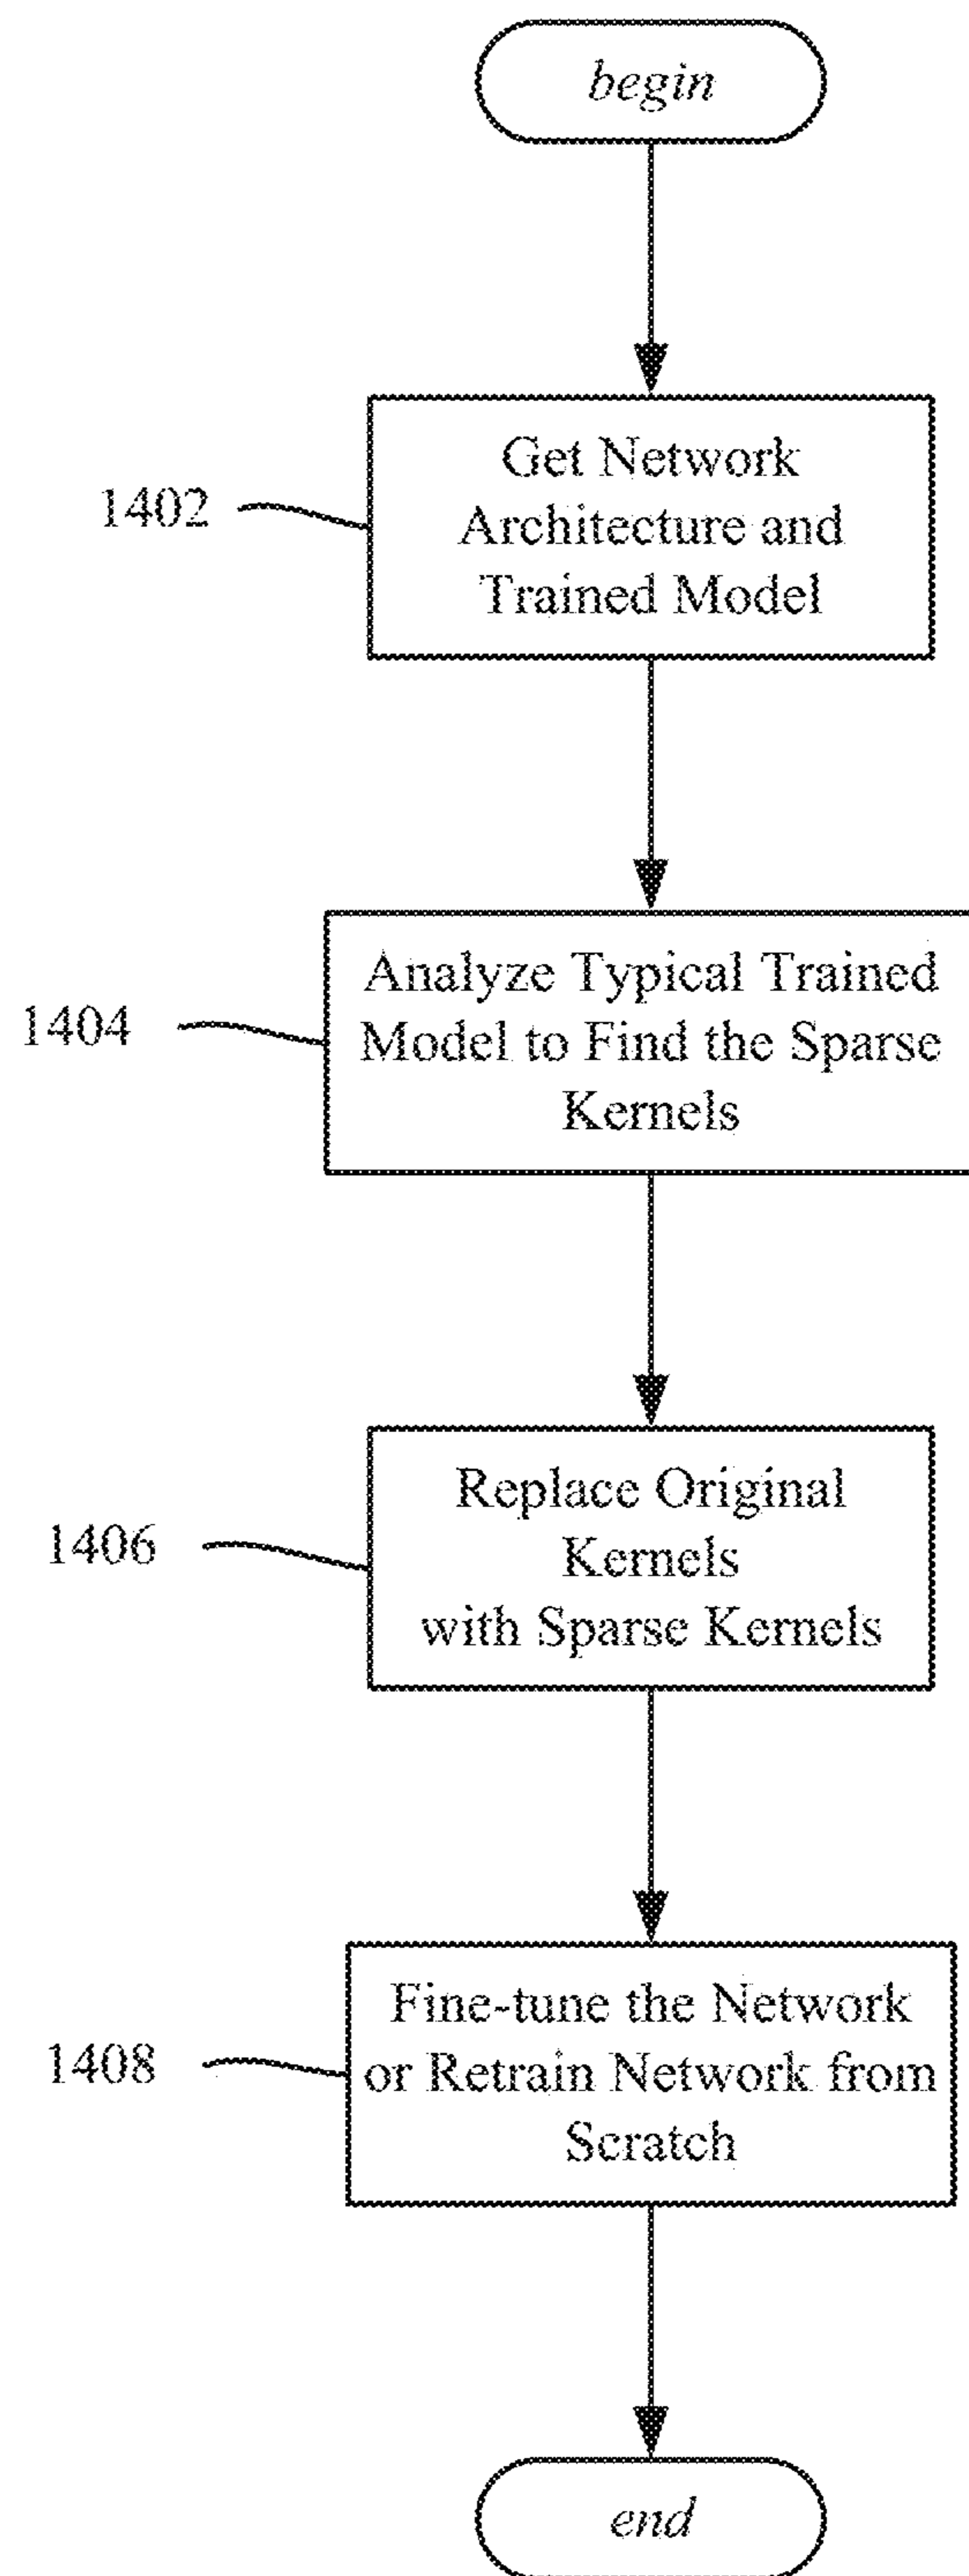 begin
1402
Get Network
Architecture and
Trained Model
1404
Analyze Typical Trained
Model to Find the Sparse
Kernels
1406
Replace Original
Kernels
with Sparse Kernels
1408
Fine-tune the Network
or Retrain Network from
Scratch
end